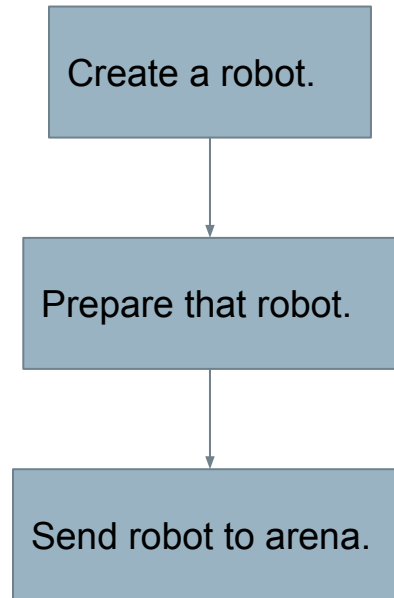 Create a robot.
Prepare that robot.
Send robot to arena.